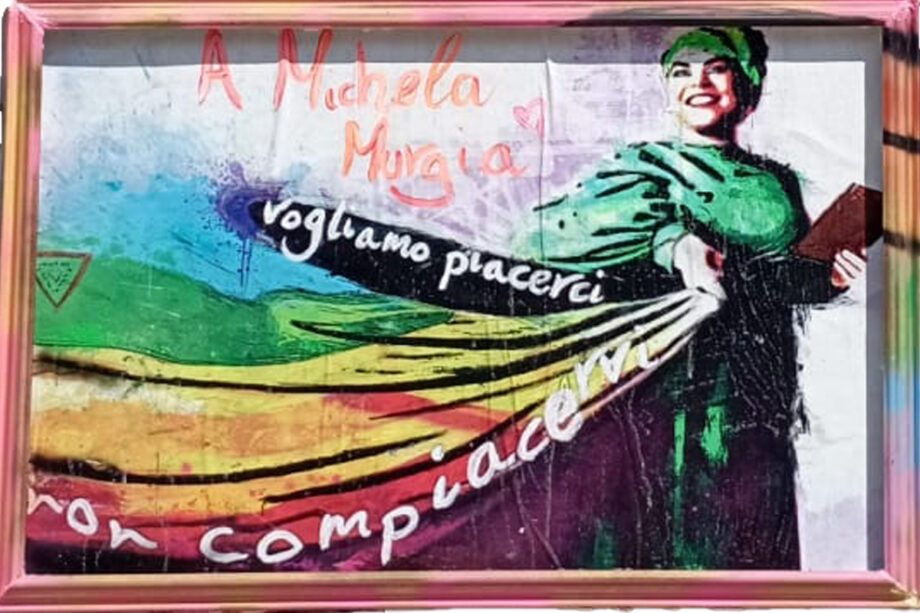 A Michela
Murgia
vogliamo piacerci
non compiacervi